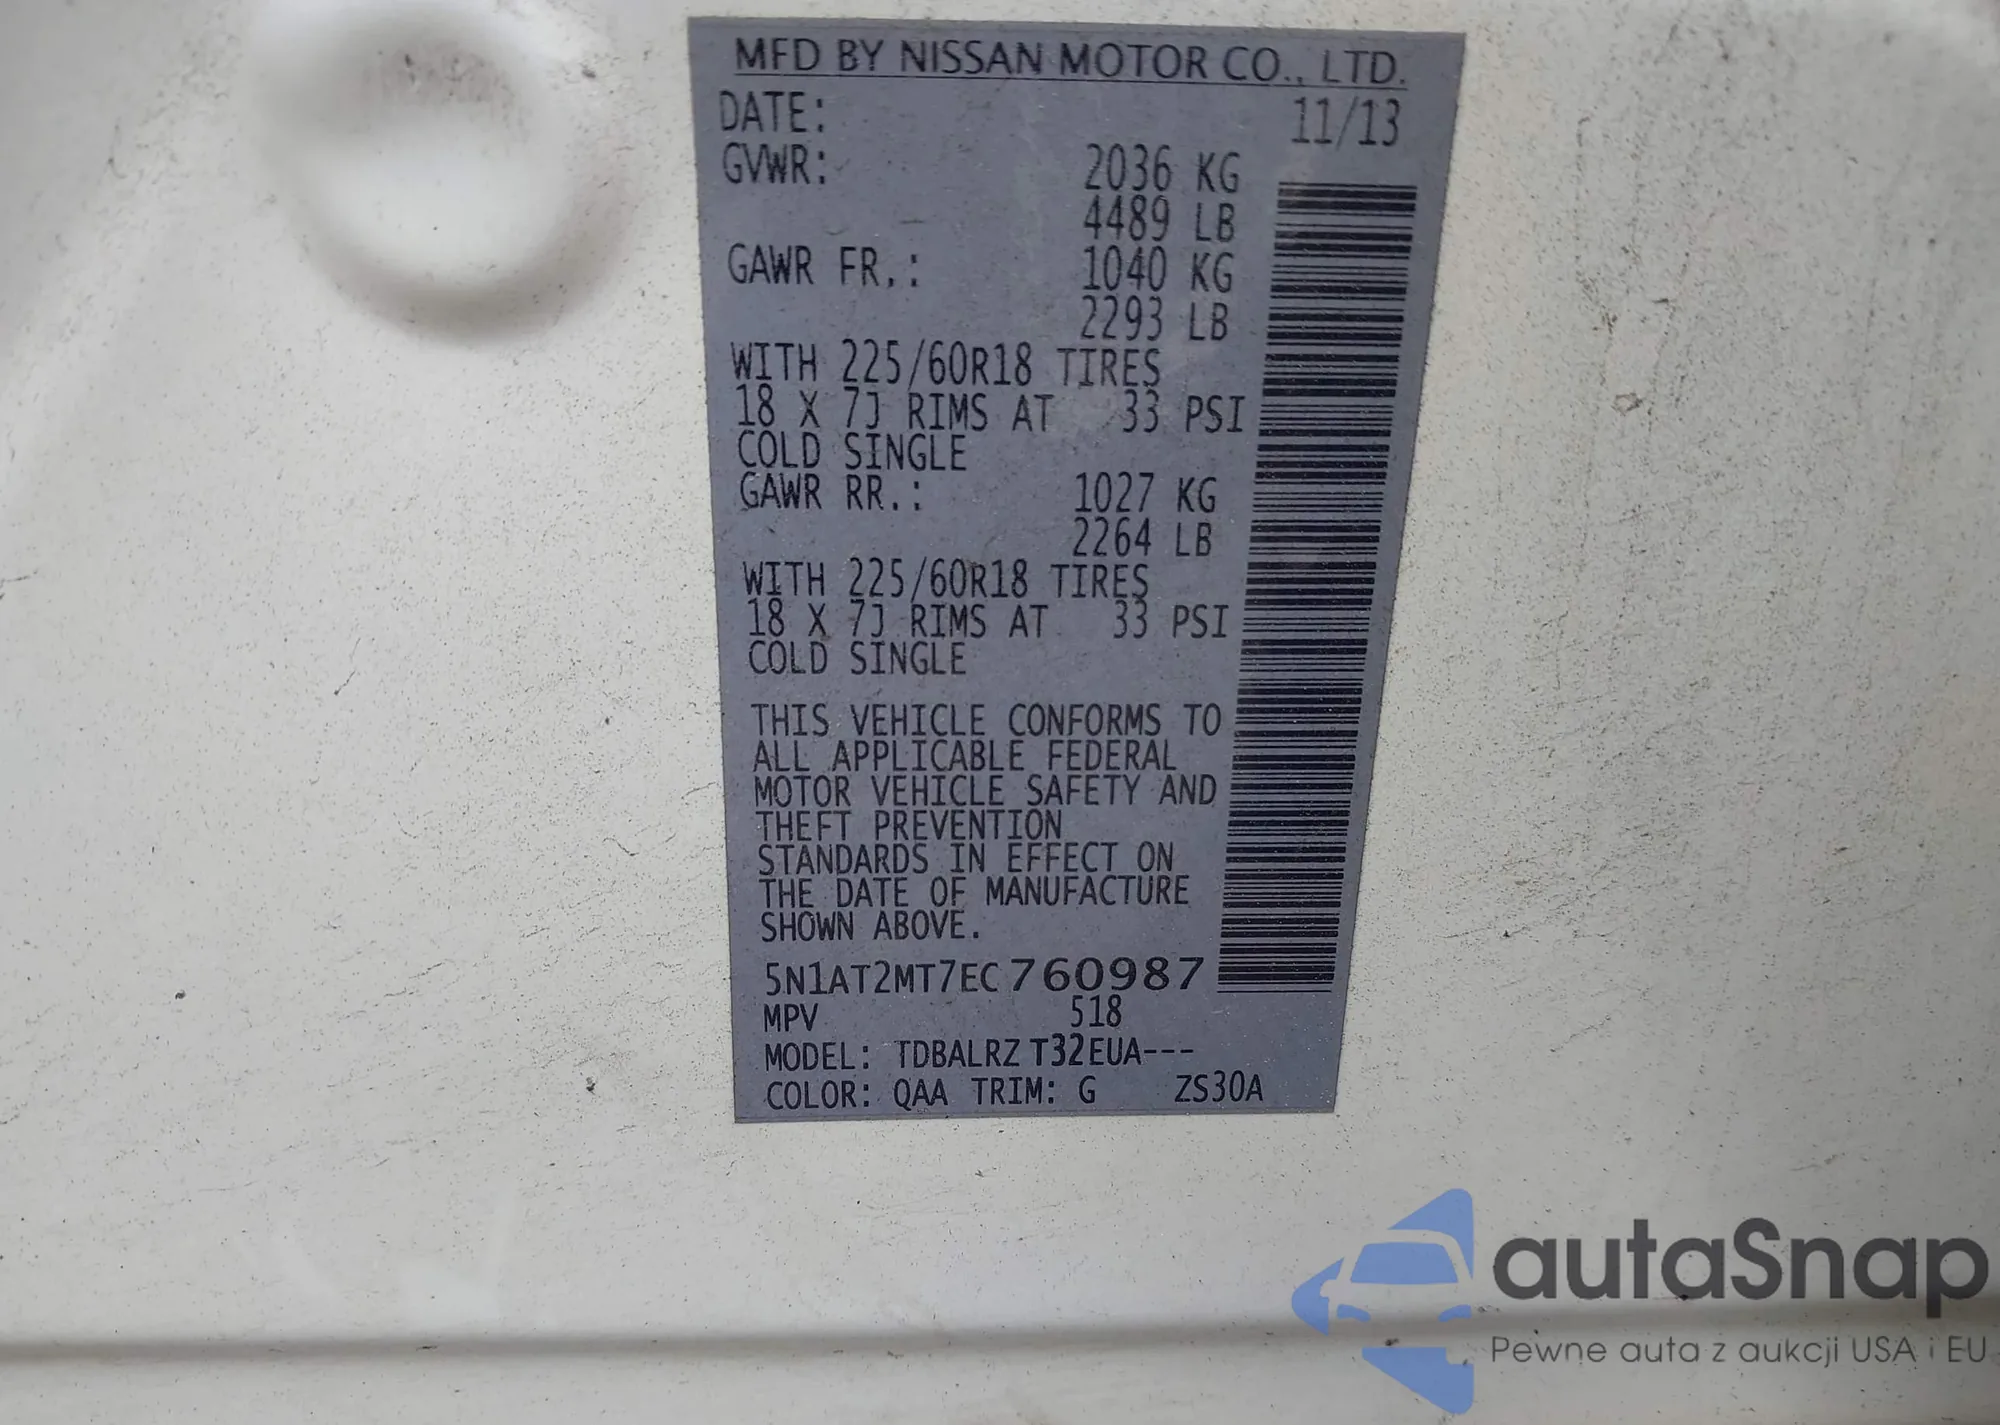 MFD BY NISSAN MOTOR CO., LTD.
DATE: 11/13
GVWR: 2036 KG
4489 LB
GAWR FR.: 1040 KG
2293 LB
WITH 225/60R18 TIRES
18 X 7J RIMS AT 33 PSI
COLD SINGLE
GAWR RR.: 1027 KG
2264 LB
WITH 225/60R18 TIRES
18 X 7J RIMS AT 33 PSI
COLD SINGLE
THIS VEHICLE CONFORMS TO
ALL APPLICABLE FEDERAL
MOTOR VEHICLE SAFETY AND
THEFT PREVENTION
STANDARDS IN EFFECT ON
THE DATE OF MANUFACTURE
SHOWN ABOVE.
5N1AT2MT7EC760987
MPV 518
MODEL: TDBALRZ T32EUA---
COLOR: QAA TRIM: G ZS30A
autaSnap
Pewne auta z aukcji USA i EU